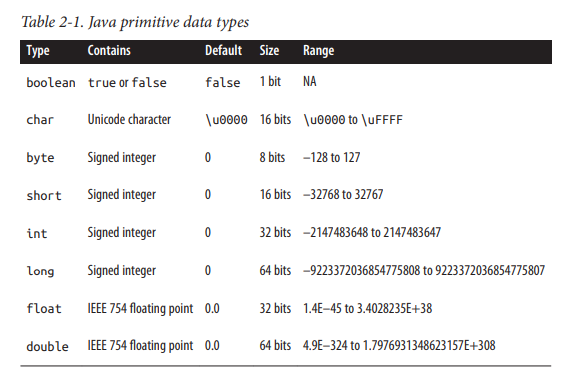 Table 2-1. Java primitive data types
Type Contains Default Size Range
boolean true or false false 1 bit NA
char Unicode character \u0000 16 bits \u0000 to \uFFFF
byte Signed integer 0 8 bits –128 to 127
short Signed integer 0 16 bits –32768 to 32767
int Signed integer 0 32 bits –2147483648 to 2147483647
long Signed integer 0 64 bits –9223372036854775808 to 9223372036854775807
float IEEE 754 floating point 0.0 32 bits 1.4E–45 to 3.4028235E+38
double IEEE 754 floating point 0.0 64 bits 4.9E–324 to 1.7976931348623157E+308